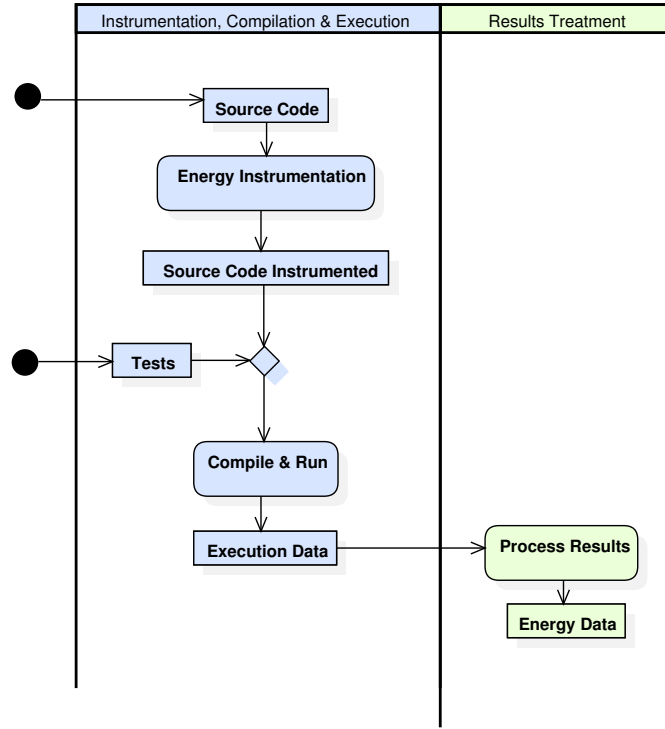 Instrumentation, Compilation & Execution
Results Treatment
Source Code
Energy Instrumentation
Source Code Instrumented
Tests
Compile & Run
Execution Data
Process Results
Energy Data